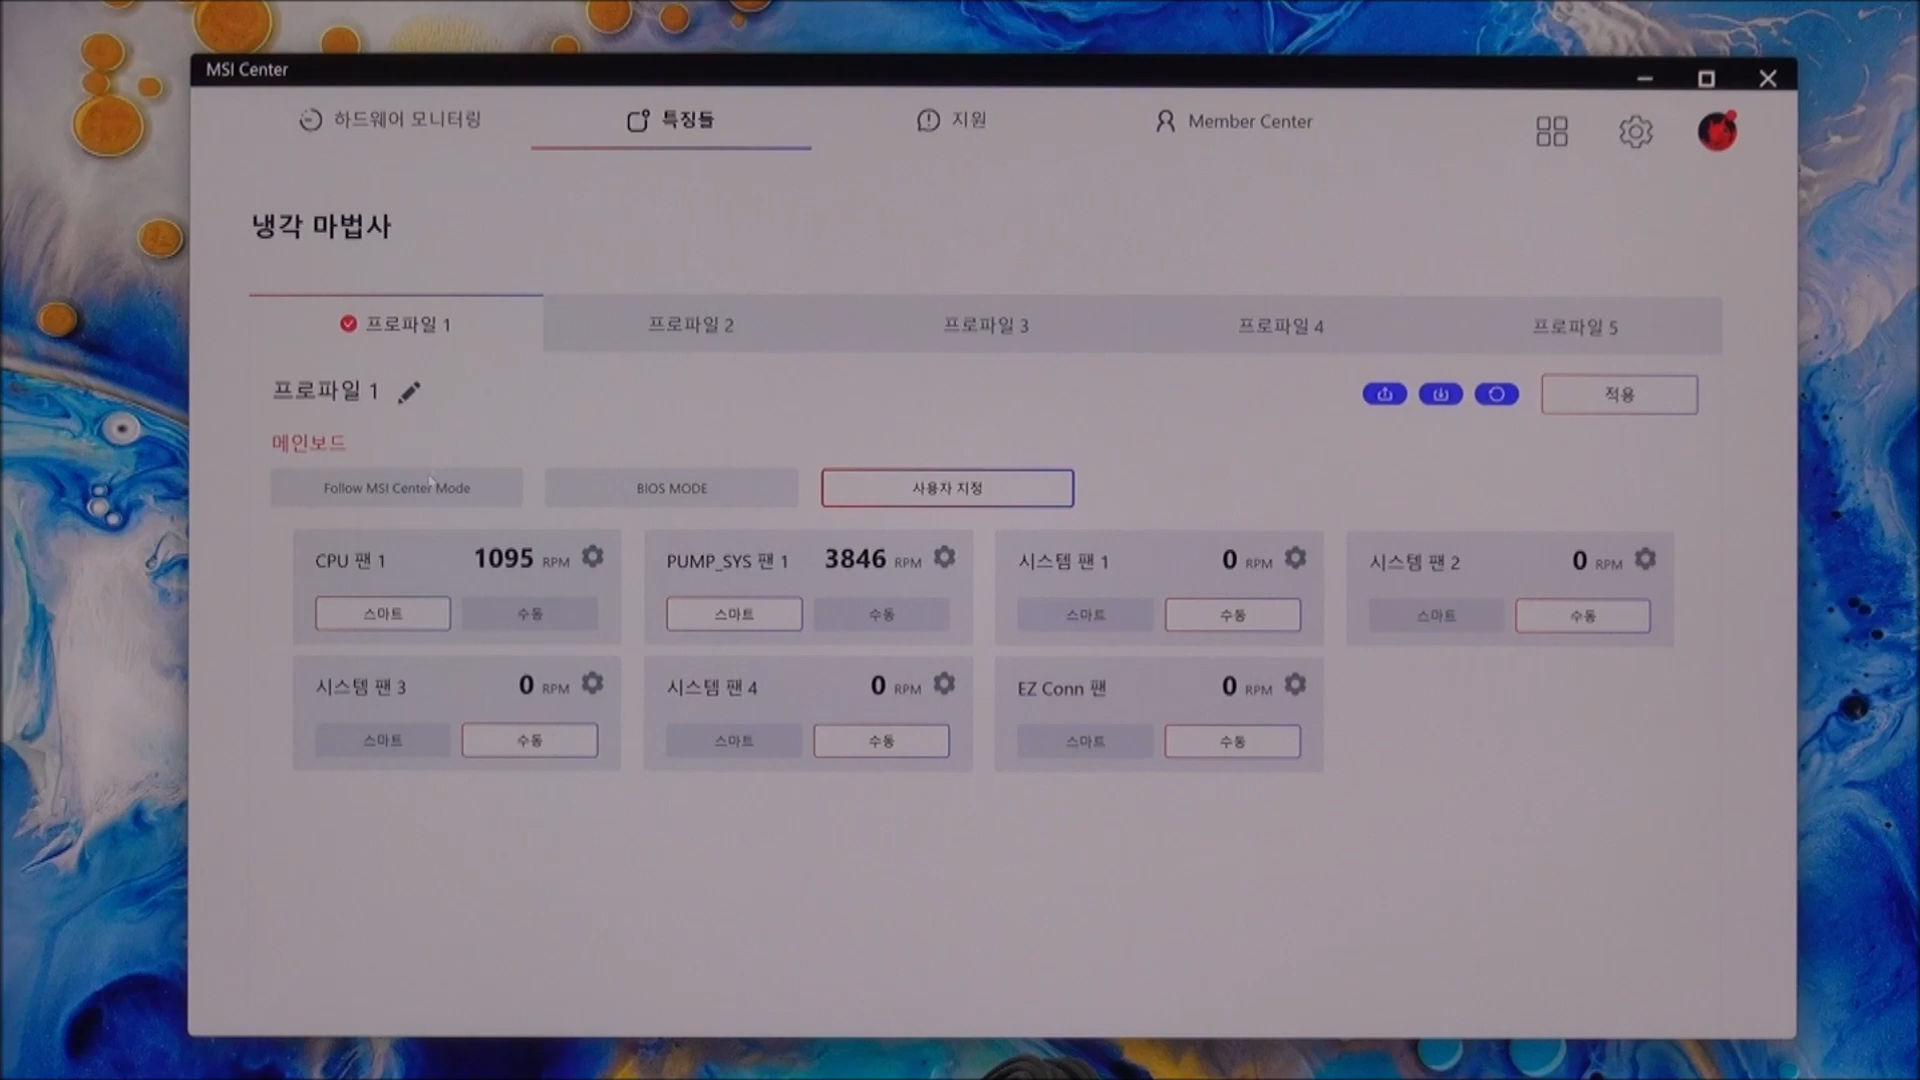 MSI Center
하드웨어 모니터링
특징들
지원
Member Center
냉각 마법사
프로파일 1
프로파일 2
프로파일 3
프로파일 4
프로파일 5
프로파일 1
적용
메인보드
Follow MSI Center Mode
BIOS MODE
사용자 지정
CPU 팬 1 1095 RPM
스마트 수동
PUMP_SYS 팬 1 3846 RPM
스마트 수동
시스템 팬 1 0 RPM
스마트 수동
시스템 팬 2 0 RPM
스마트 수동
시스템 팬 3 0 RPM
스마트 수동
시스템 팬 4 0 RPM
스마트 수동
EZ Conn 팬 0 RPM
스마트 수동